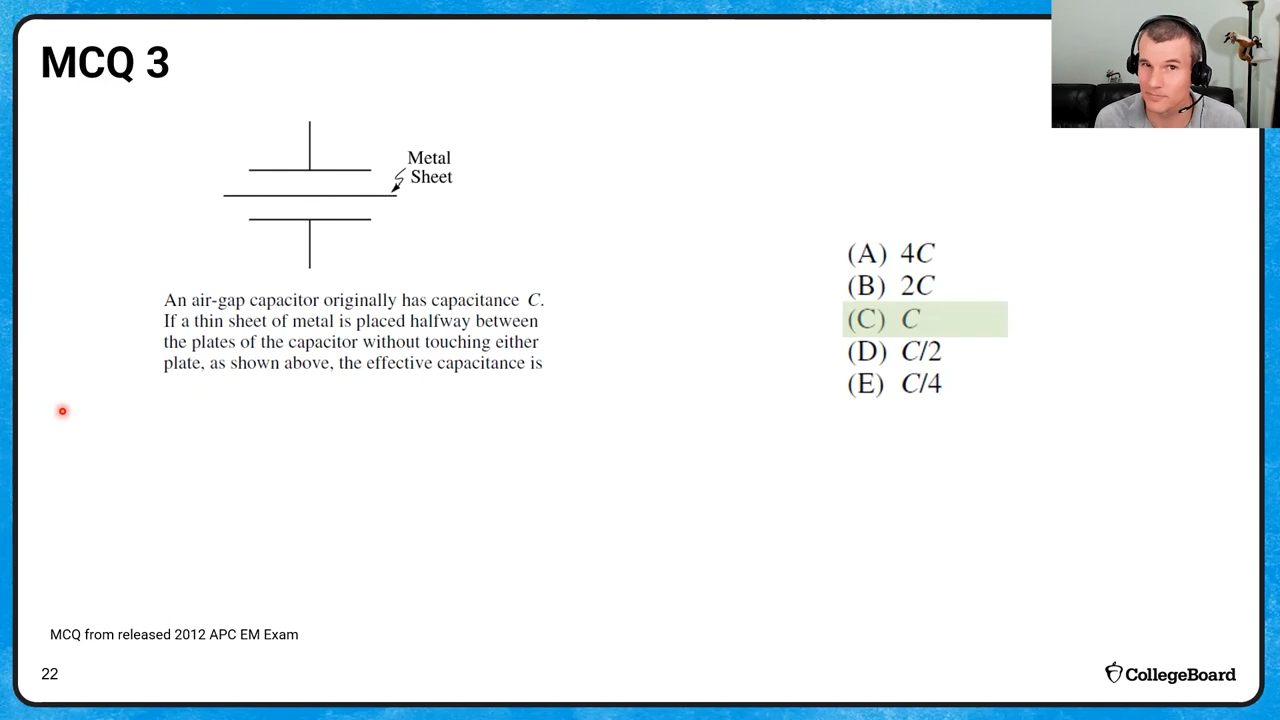 MCQ 3
Metal
Sheet
An air-gap capacitor originally has capacitance C.
If a thin sheet of metal is placed halfway between
the plates of the capacitor without touching either
plate, as shown above, the effective capacitance is
(A) 4C
(B) 2C
(C) C
(D) C/2
(E) C/4
MCQ from released 2012 APC EM Exam
22
CollegeBoard